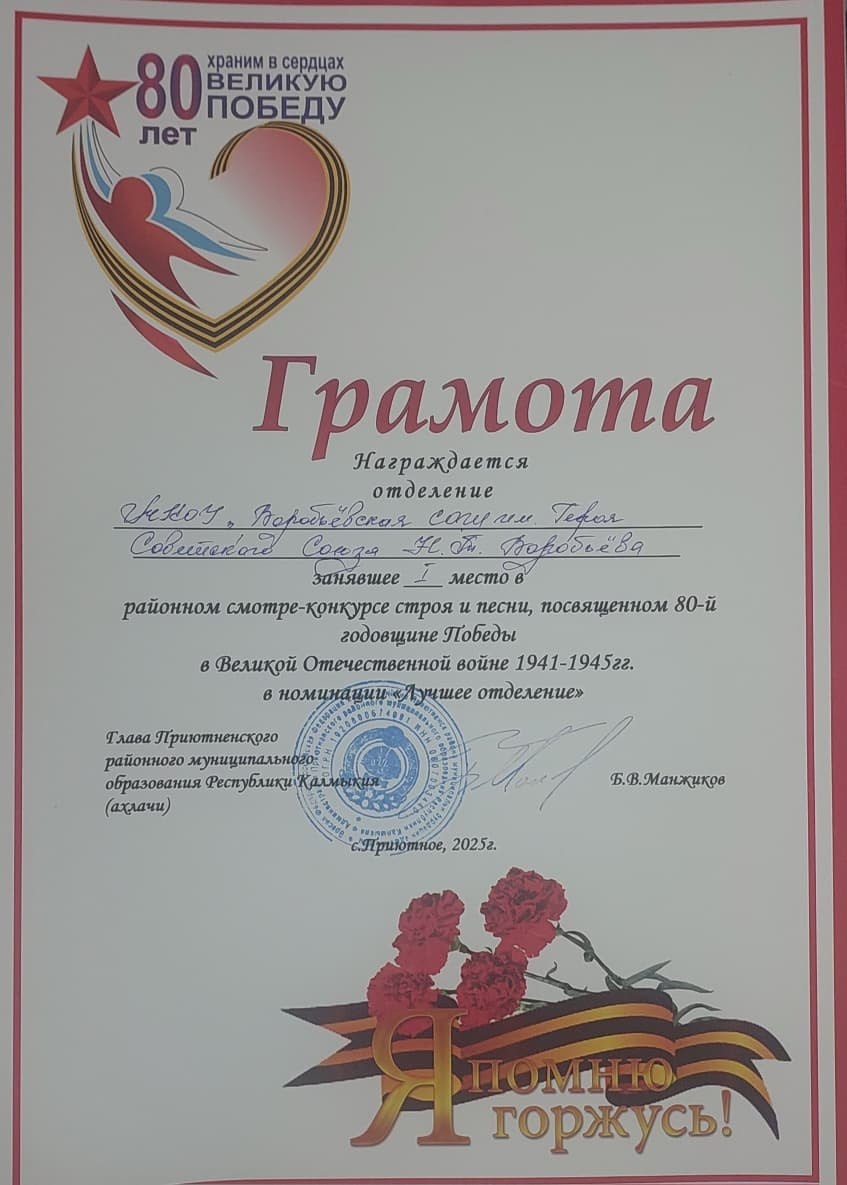 80 лет
храним в сердцах
ВЕЛИКУЮ
ПОБЕДУ
Грамота
Награждается
отделение
"Воробьёвская сош им. Героя
Советского Союза Н.Т. Воробьёва
занявшее I место в
районном смотре-конкурсе строя и песни, посвященном 80-й
годовщине Победы
в Великой Отечественной войне 1941-1945гг.
в номинации «Лучшее отделение»
Глава Приютненского
районного муниципального
образования Республики Калмыкия
(ахлачи)
Б.В.Манжиков
с.Приютное, 2025г.
Я ПОМНЮ
горжусь!